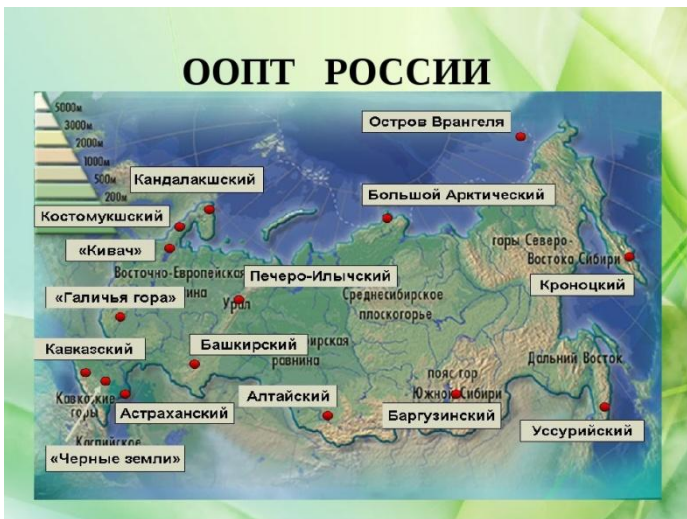 ООПТ РОССИИ
5000м
3000м
2000м
1000м
500м
200м
Остров Врангеля
Кандалакшский
Большой Арктический
Костомукшский
«Кивач»
горы Северо-
Востока Сибири
Восточно-Европейская
ина
Печеро-Илычский
Кроноцкий
«Галичья гора»
Урал
Среднесибирское
плоскогорье
Кавказский
Башкирский
ирская
равнина
Дальний Восток
пояс гор
Южной Сибири
Алтайский
Кавказские
горы
Астраханский
Баргузинский
Уссурийский
Каспийское
«Черные земли»